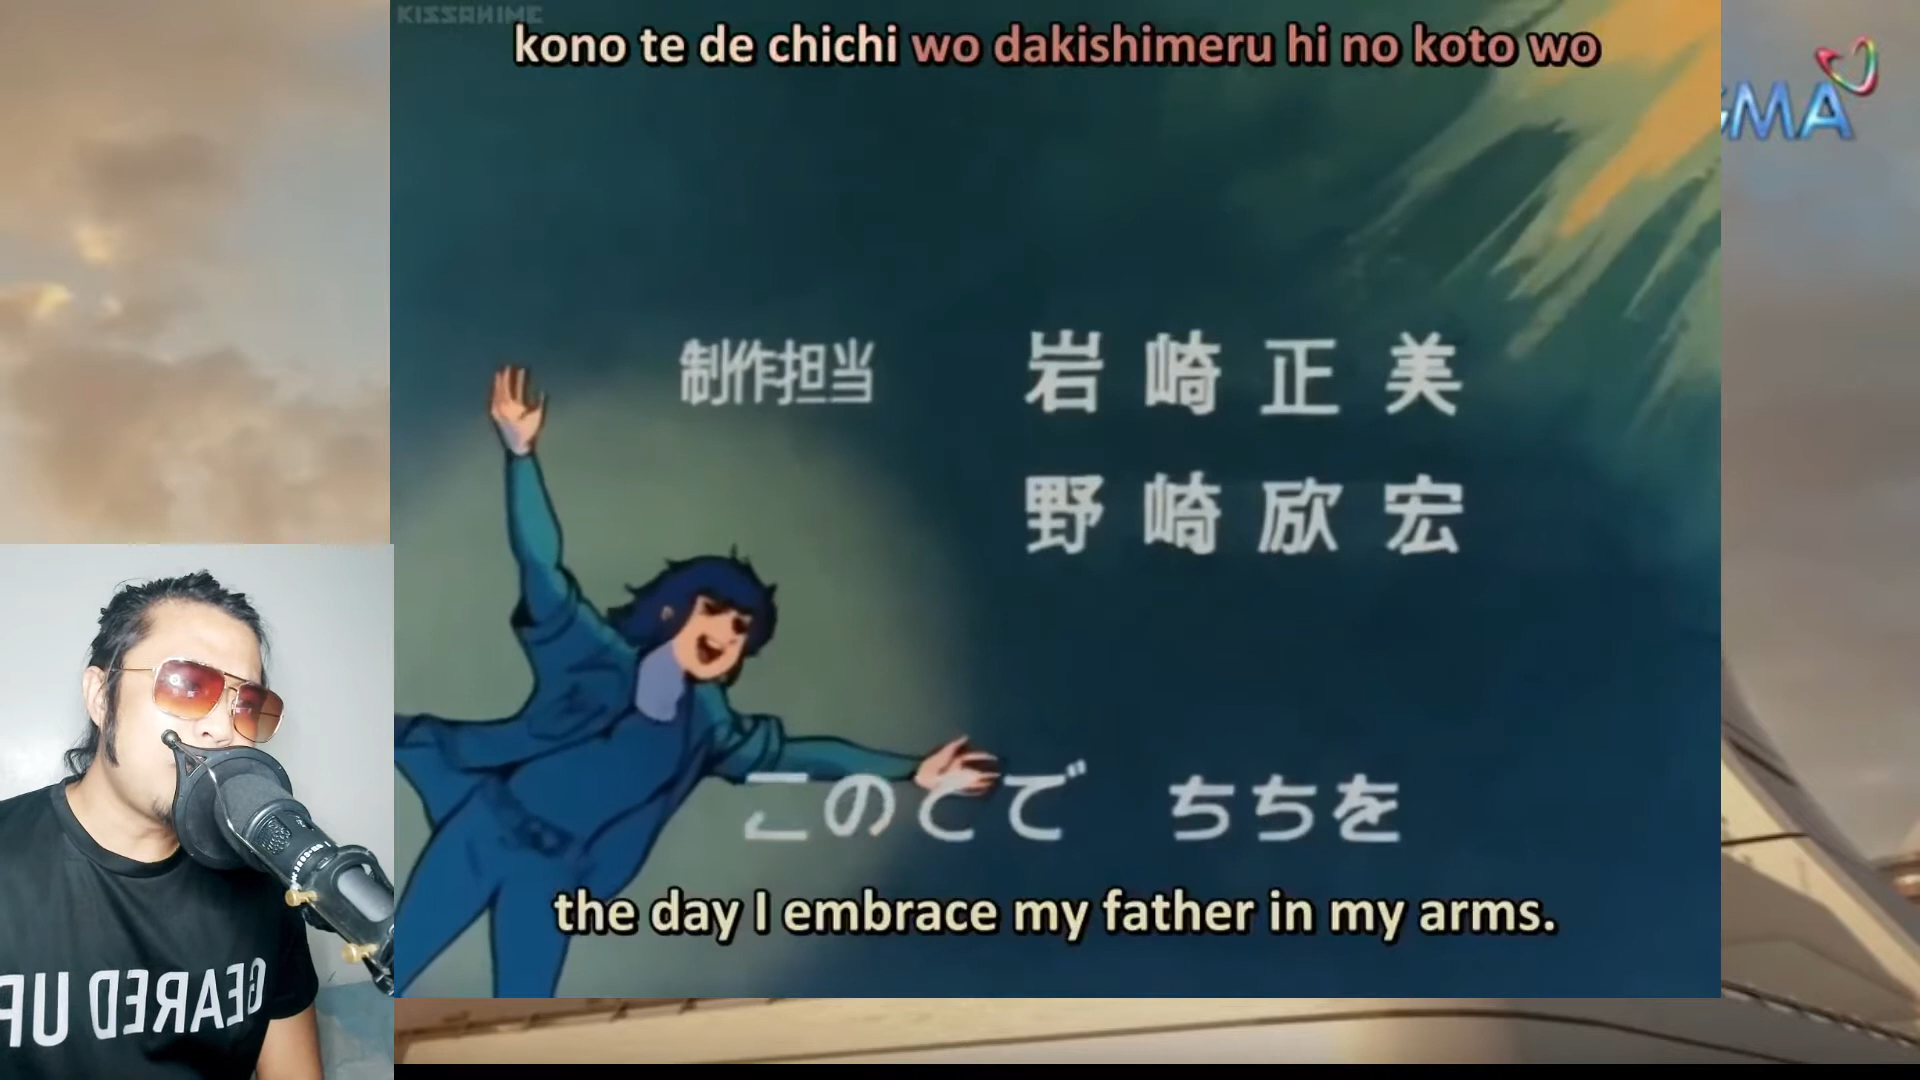 KISSANIME
kono te de chichi wo dakishimeru hi no koto wo
GMA
制作担当 岩崎正美
野崎欣宏
このてで ちちを
the day I embrace my father in my arms.
GEARED UP